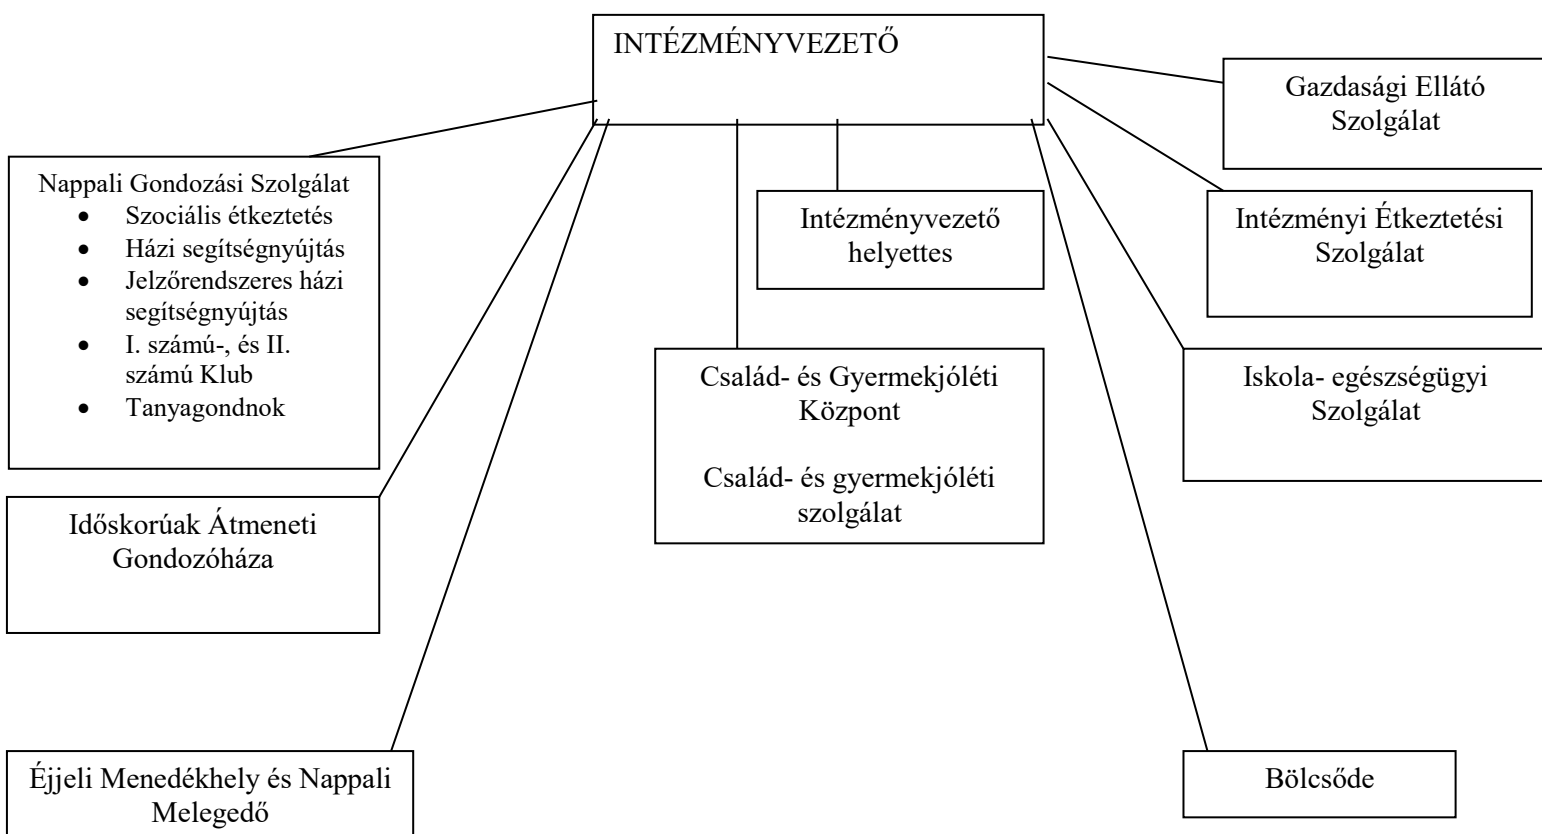 INTÉZMÉNYVEZETŐ
Gazdasági Ellátó
Szolgálat
Nappali Gondozási Szolgálat
• Szociális étkeztetés
• Házi segítségnyújtás
• Jelzőrendszeres házi
segítségnyújtás
• I. számú-, és II.
számú Klub
• Tanyagondnok
Intézményvezető
helyettes
Intézményi Étkeztetési
Szolgálat
Család- és Gyermekjóléti
Központ
Család- és gyermekjóléti
szolgálat
Iskola- egészségügyi
Szolgálat
Időskorúak Átmeneti
Gondozóháza
Éjjeli Menedékhely és Nappali
Melegedő
Bölcsőde